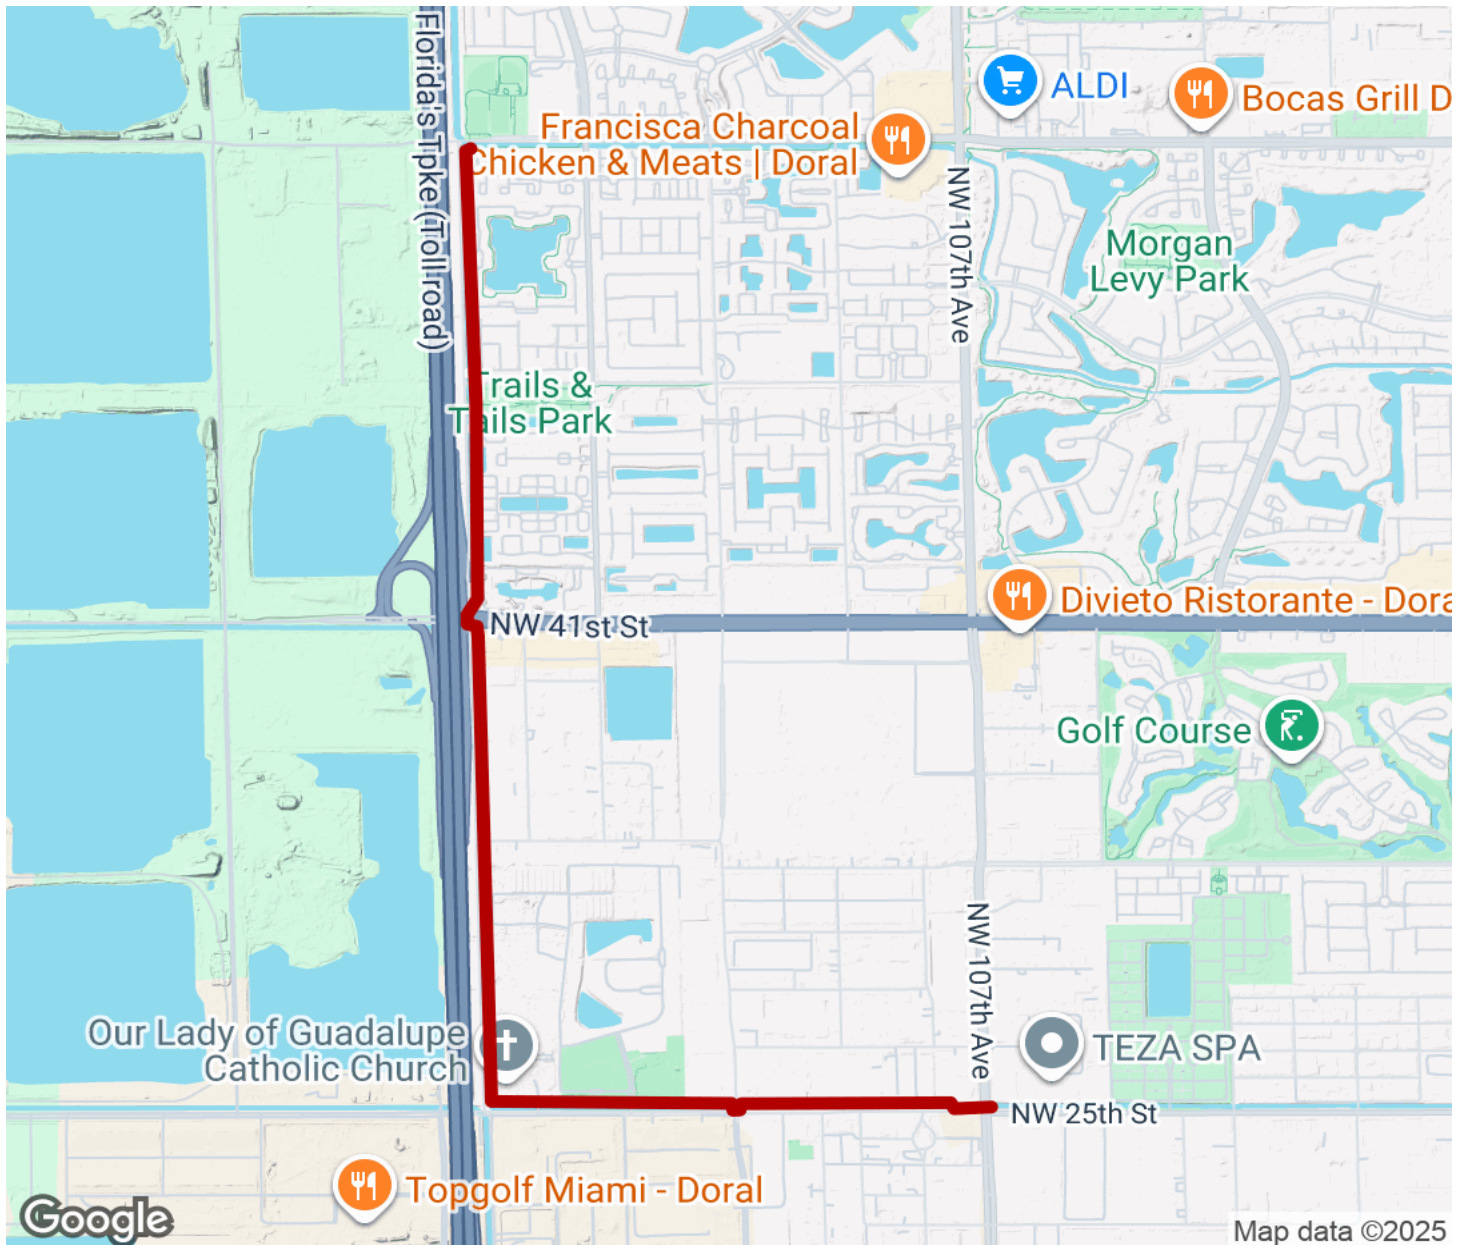 Florida's Tpke (Toll road)
ALDI
Bocas Grill D
Francisca Charcoal
Chicken & Meats | Doral
NW 107th Ave
Morgan
Levy Park
Trails &
Tails Park
NW 41st St
Divieto Ristorante - Dora
Golf Course
NW 107th Ave
Our Lady of Guadalupe
Catholic Church
TEZA SPA
NW 25th St
Topgolf Miami - Doral
Google
Map data ©2025